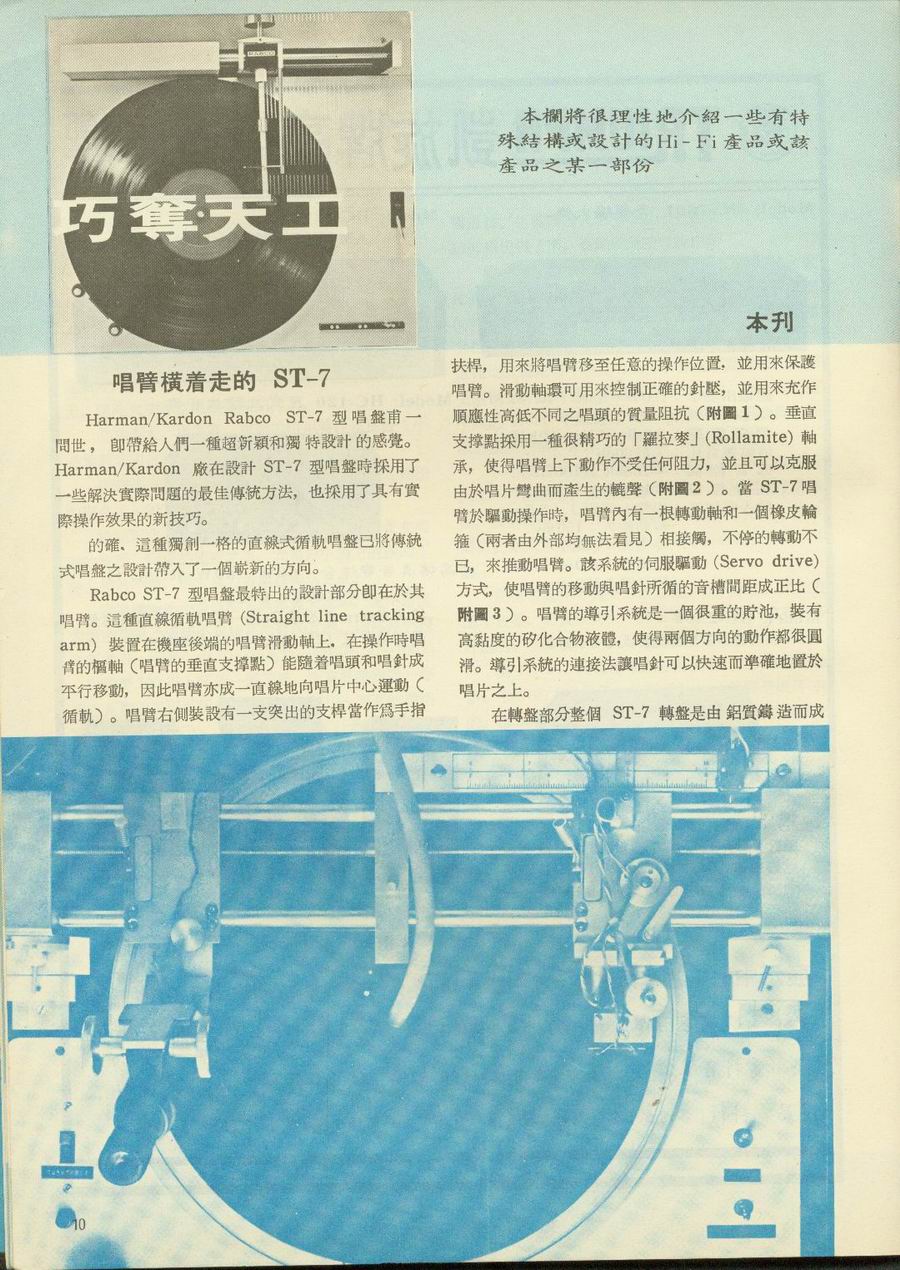 RABCO
巧奪天工
本欄將很理性地介紹一些有特
殊結構或設計的Hi-Fi 產品或該
產品之某一部份
本刊
唱臂橫着走的 ST-7
Harman/Kardon Rabco ST-7 型唱盤甫一
問世，卽帶給人們一種超新穎和獨特設計的感覺。
Harman/Kardon 廠在設計 ST-7 型唱盤時採用了
一些解決實際問題的最佳傳統方法，也採用了具有實
際操作效果的新技巧。
的確、這種獨創一格的直線式循軌唱盤已將傳統
式唱盤之設計帶入了一個嶄新的方向。
Rabco ST-7 型唱盤最特出的設計部分卽在於其
唱臂。這種直線循軌唱臂 (Straight line tracking
arm) 裝置在機座後端的唱臂滑動軸上．在操作時唱
臂的樞軸（唱臂的垂直支撐點）能隨着唱頭和唱針成
平行移動，因此唱臂亦成一直線地向唱片中心運動（
循軌）。唱臂右側裝設有一支突出的支桿當作爲手指
扶桿，用來將唱臂移至任意的操作位置，並用來保護
唱臂。滑動軸環可用來控制正確的針壓，並用來充作
順應性高低不同之唱頭的質量阻抗（附圖1）。垂直
支撐點採用一種很精巧的「羅拉麥」(Rollamite) 軸
承，使得唱臂上下動作不受任何阻力，並且可以克服
由於唱片彎曲而產生的轆聲（附圖2）。當 ST-7唱
臂於驅動操作時，唱臂內有一根轉動軸和一個橡皮輪
箍（兩者由外部均無法看見）相接觸，不停的轉動不
已，來推動唱臂。該系統的伺服驅動 (Servo drive)
方式，使唱臂的移動與唱針所循的音槽間距成正比（
附圖3）。唱臂的導引系統是一個很重的貯池，裝有
高黏度的矽化合物液體，使得兩個方向的動作都很圓
滑。導引系統的連接法讓唱針可以快速而準確地置於
唱片之上。
在轉盤部分整個 ST-7 轉盤是由鋁質鑄造而成
10